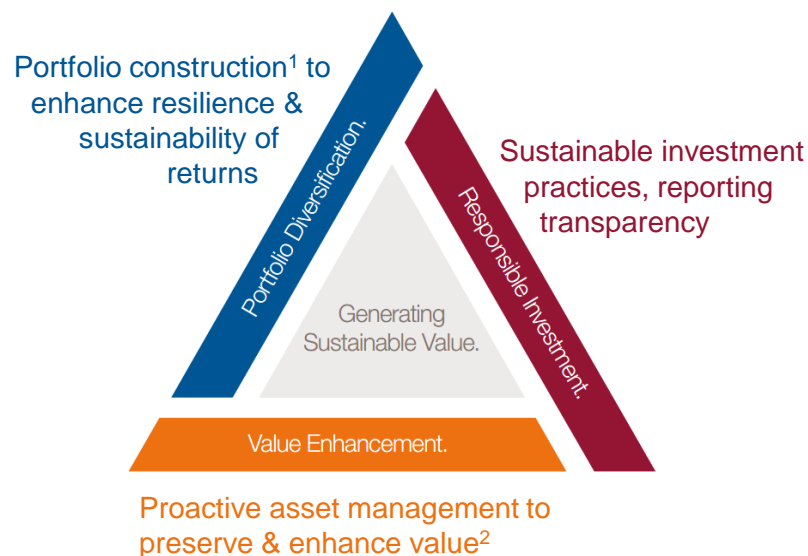 Portfolio construction¹ to
enhance resilience &
sustainability of
returns
Portfolio Diversification.
Sustainable investment
practices, reporting
transparency
Responsible Investment.
Generating
Sustainable Value.
Value Enhancement.
Proactive asset management to
preserve & enhance value²